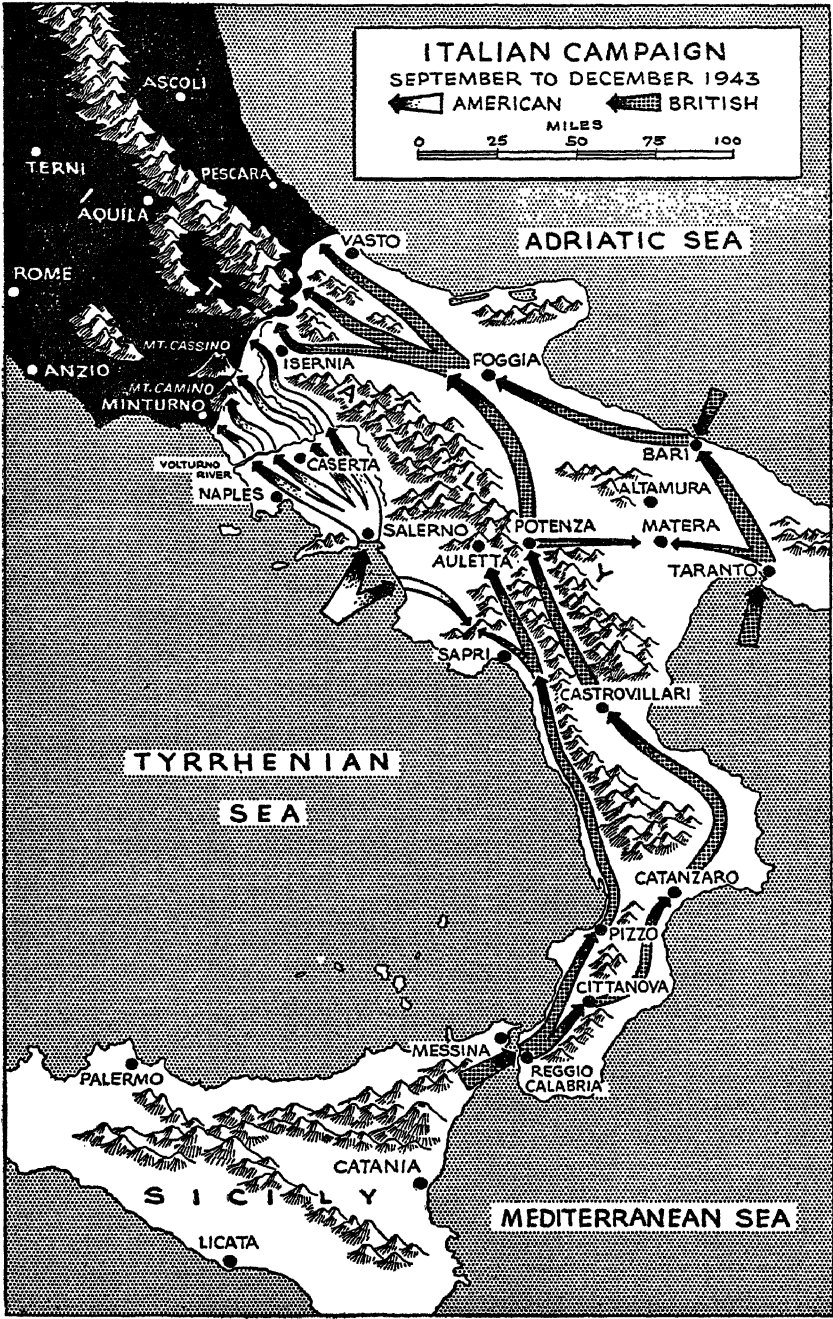 ITALIAN CAMPAIGN
SEPTEMBER TO DECEMBER 1943
AMERICAN BRITISH
MILES
0 25 50 75 100
ASCOLI
TERNI
PESCARA
AQUILA
VASTO
ADRIATIC SEA
ROME
I
T
MT. CASSINO
ISERNIA
FOGGIA
ANZIO
MT. CAMINO
A
MINTURNO
BARI
VOLTURNO
RIVER
CASERTA
L
NAPLES
ALTAMURA
SALERNO
POTENZA
MATERA
AULETTA
Y
TARANTO
SAPRI
CASTROVILLARI
TYRRHENIAN
SEA
CATANZARO
PIZZO
CITTANOVA
MESSINA
REGGIO
CALABRIA
PALERMO
CATANIA
SICILY
MEDITERRANEAN SEA
LICATA